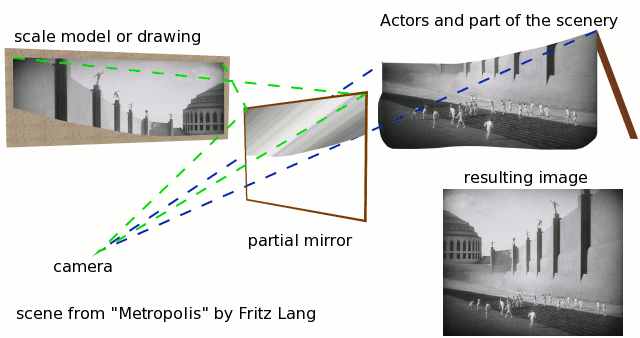 Actors and part of the scenery
scale model or drawing
resulting image
partial mirror
camera
scene from "Metropolis" by Fritz Lang